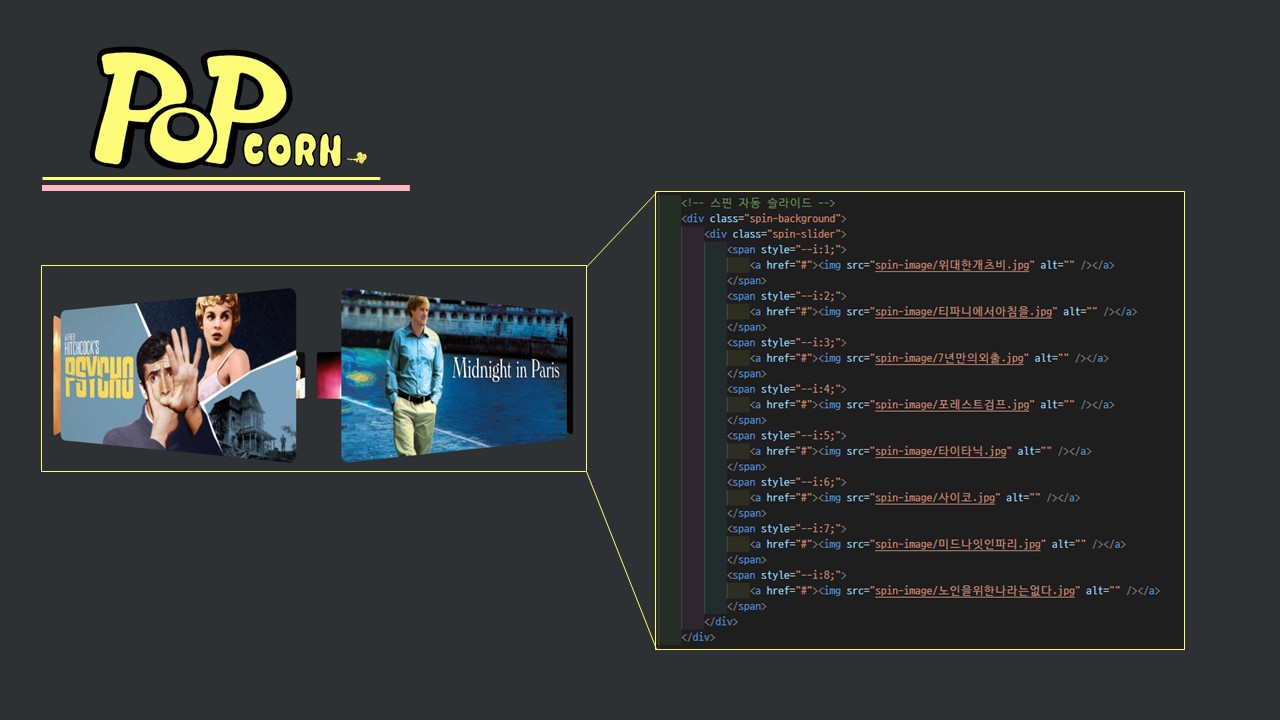 PoP CORN
ALFRED
HITCHCOCK'S
PSYCHO
Midnight in Paris
<!-- 스핀 자동 슬라이드 -->
<div class="spin-background">
<div class="spin-slider">
<span style="--i:1;">
<a href="#"><img src="spin-image/위대한개츠비.jpg" alt="" /></a>
</span>
<span style="--i:2;">
<a href="#"><img src="spin-image/티파니에서아침을.jpg" alt="" /></a>
</span>
<span style="--i:3;">
<a href="#"><img src="spin-image/7년만의외출.jpg" alt="" /></a>
</span>
<span style="--i:4;">
<a href="#"><img src="spin-image/포레스트검프.jpg" alt="" /></a>
</span>
<span style="--i:5;">
<a href="#"><img src="spin-image/타이타닉.jpg" alt="" /></a>
</span>
<span style="--i:6;">
<a href="#"><img src="spin-image/사이코.jpg" alt="" /></a>
</span>
<span style="--i:7;">
<a href="#"><img src="spin-image/미드나잇인파리.jpg" alt="" /></a>
</span>
<span style="--i:8;">
<a href="#"><img src="spin-image/노인을위한나라는없다.jpg" alt="" /></a>
</span>
</div>
</div>